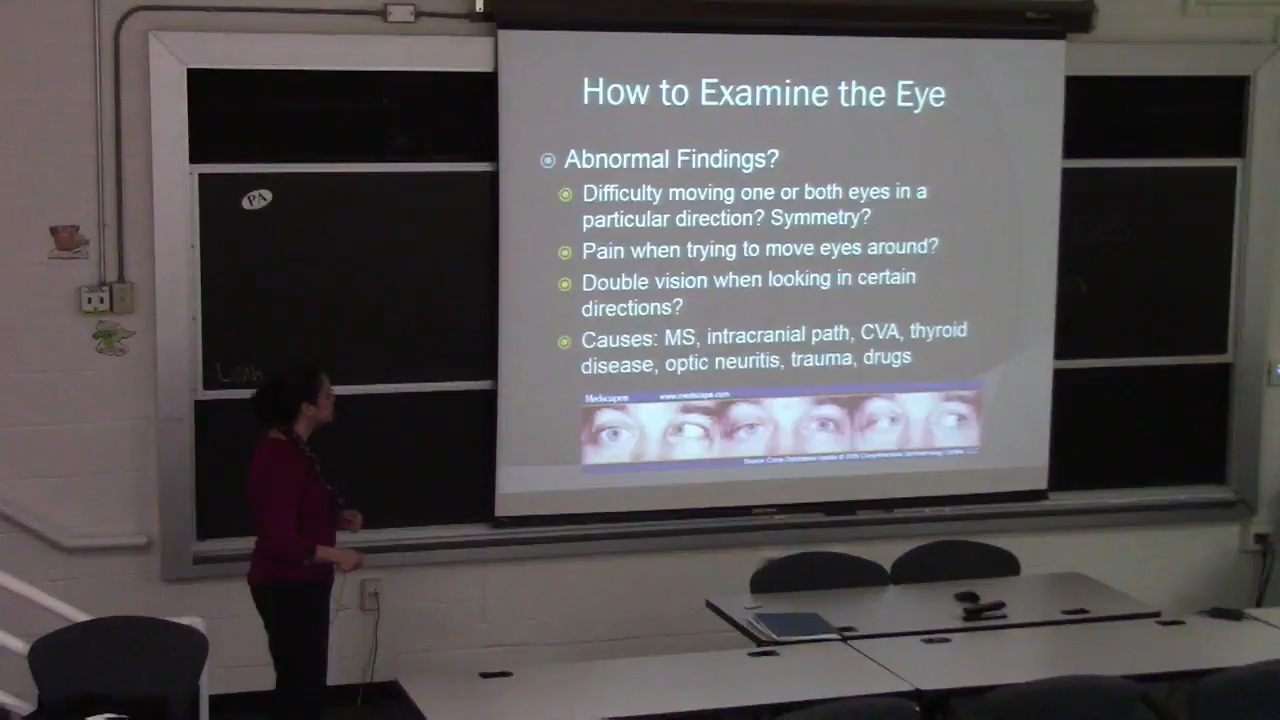 How to Examine the Eye
Abnormal Findings?
Difficulty moving one or both eyes in a
particular direction? Symmetry?
Pain when trying to move eyes around?
Double vision when looking in certain
directions?
Causes: MS, intracranial path, CVA, thyroid
disease, optic neuritis, trauma, drugs
Medscape® www.medscape.com
PA